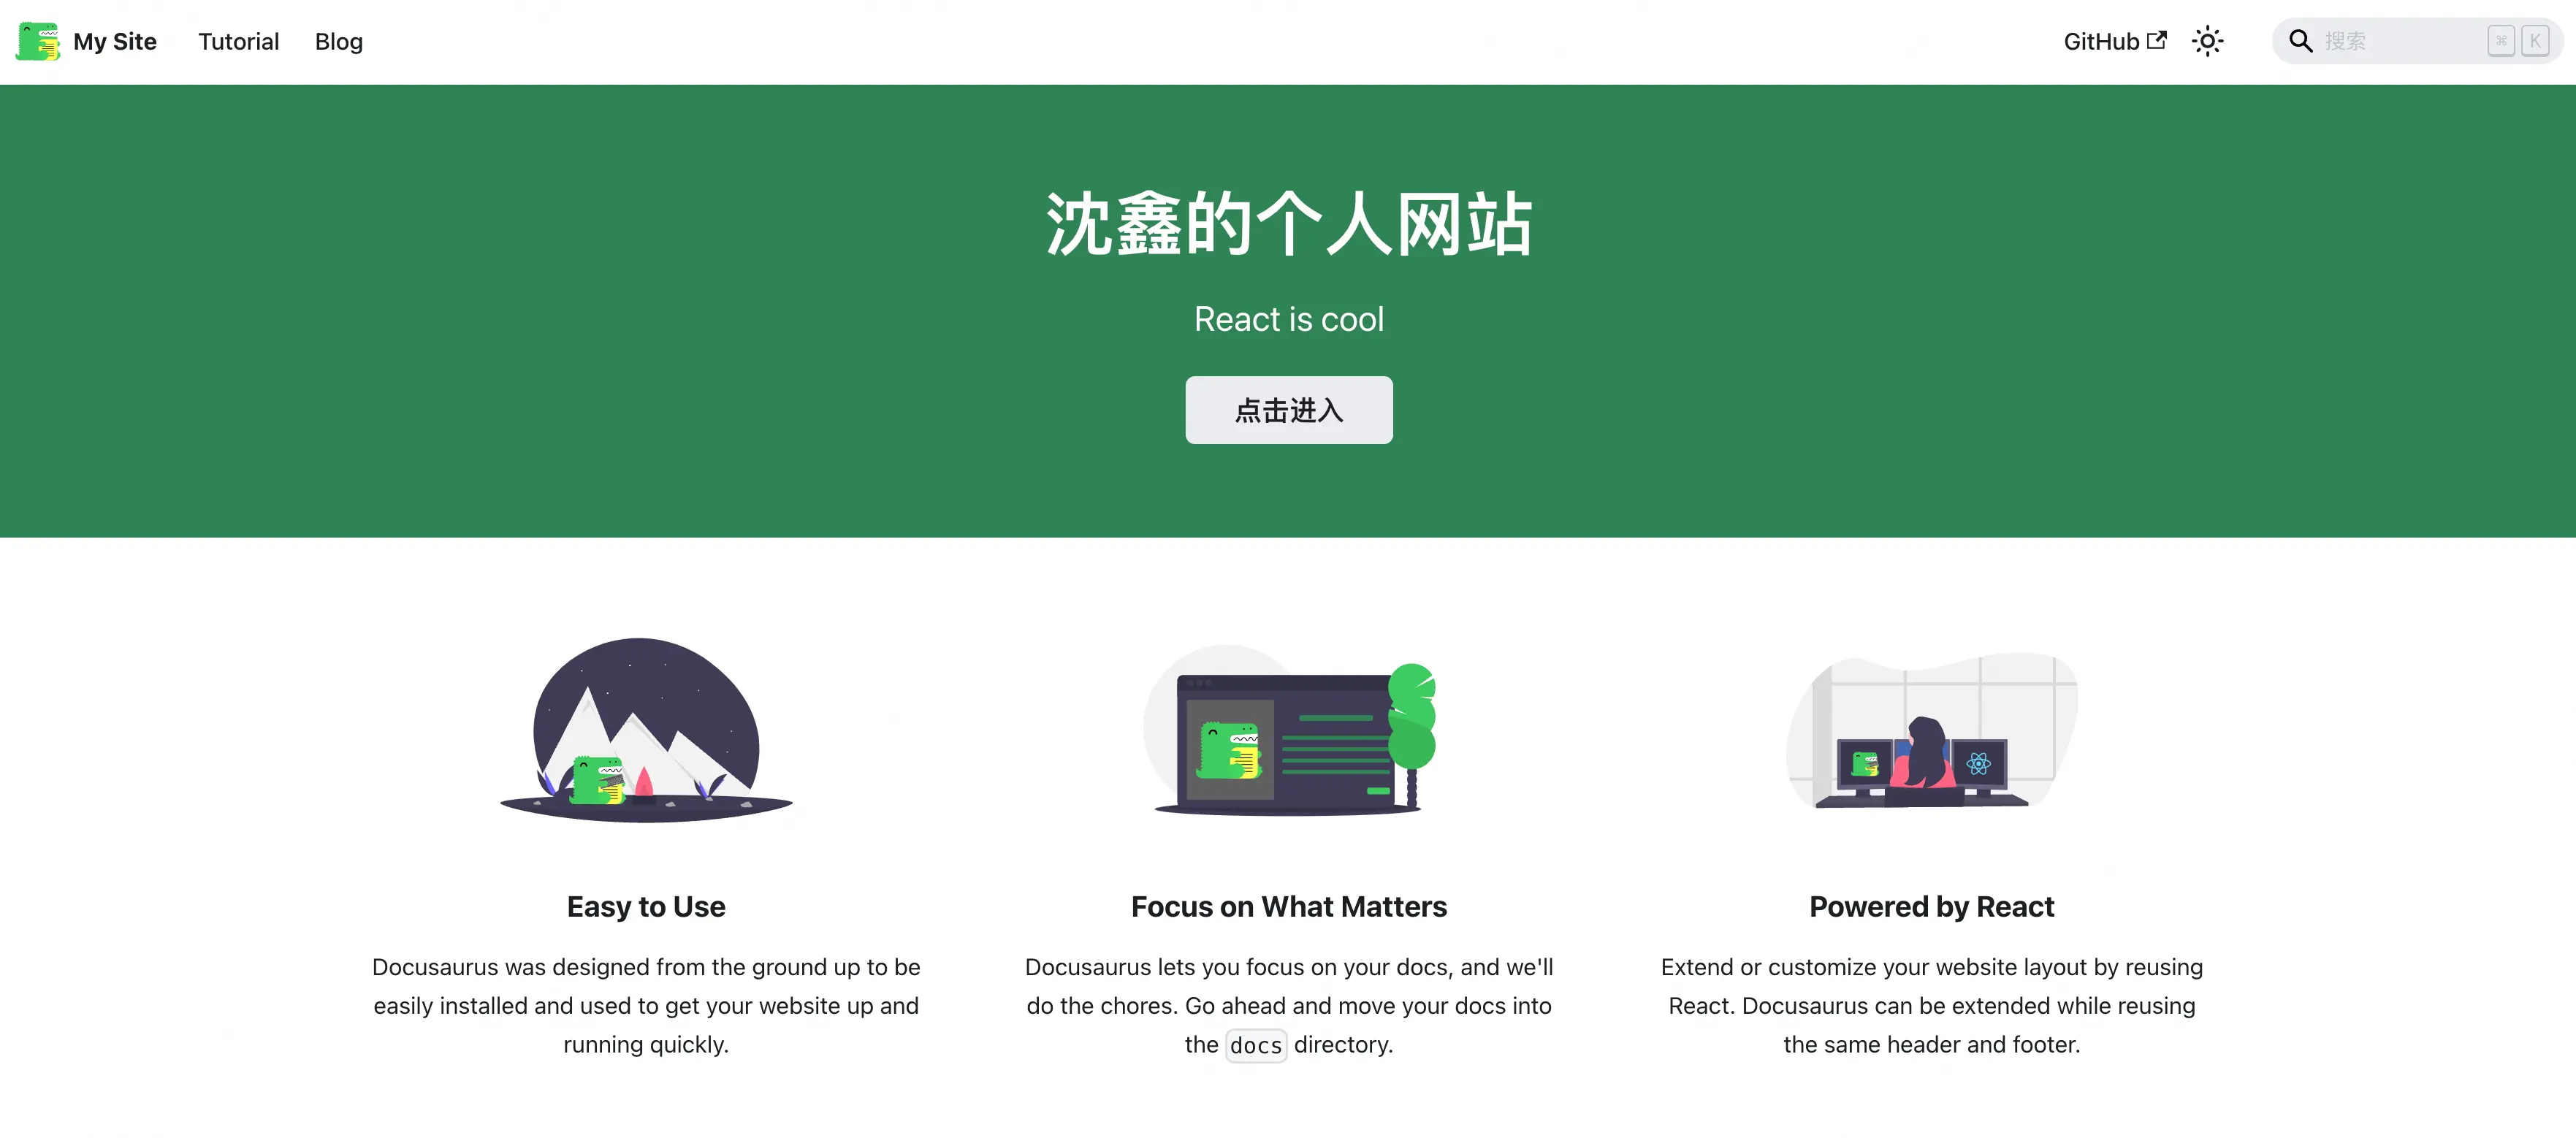 My Site Tutorial Blog GitHub 搜索 ⌘ K
沈鑫的个人网站
React is cool
点击进入
Easy to Use
Docusaurus was designed from the ground up to be
easily installed and used to get your website up and
running quickly.
Focus on What Matters
Docusaurus lets you focus on your docs, and we'll
do the chores. Go ahead and move your docs into
the docs directory.
Powered by React
Extend or customize your website layout by reusing
React. Docusaurus can be extended while reusing
the same header and footer.